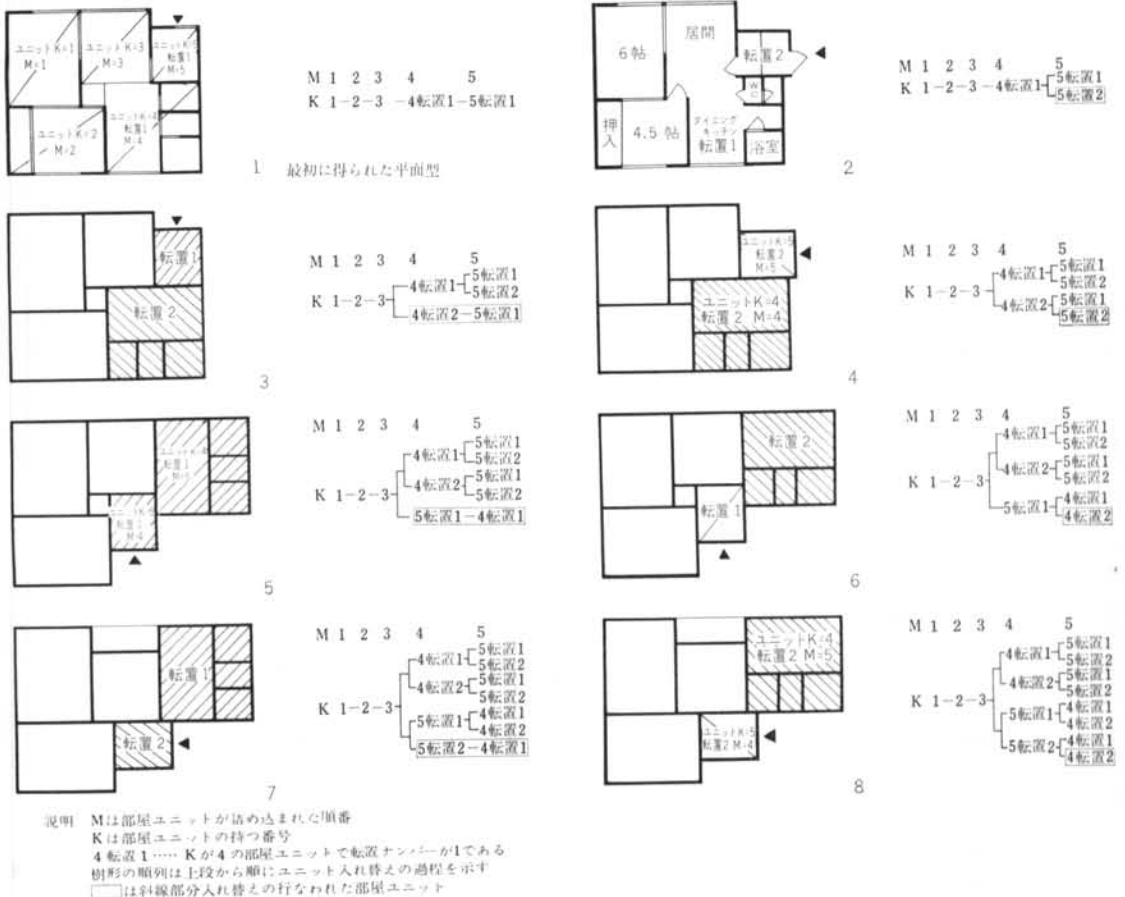 ユニットK=1
M=1
ユニットK=3
M=3
ユニットK=5
転置1
M=5
ユニットK=2
M=2
ユニットK=4
転置1
M=4
M 1 2 3 4 5
K 1-2-3-4転置1-5転置1
1 最初に得られた平面型
6帖
居間
転置2
WC
押入
4.5帖
ダイニング
キッチン
転置1
浴室
M 1 2 3 4 5
5転置1
K 1-2-3-4転置1
5転置2
2
転置1
転置2
M 1 2 3 4 5
5転置1
4転置1
5転置2
K 1-2-3
4転置2-5転置1
3
ユニットK=5
転置2
M=5
ユニットK=4
転置2 M=4
M 1 2 3 4 5
5転置1
4転置1
5転置2
K 1-2-3
5転置1
4転置2
5転置2
4
ユニットK=4
転置1
M=5
ユニットK=5
転置1
M=4
M 1 2 3 4 5
5転置1
4転置1
5転置2
5転置1
4転置2
5転置2
K 1-2-3
5転置1-4転置1
5
転置2
転置1
M 1 2 3 4 5
5転置1
4転置1
5転置2
5転置1
4転置2
5転置2
K 1-2-3
4転置1
5転置1
4転置2
6
転置1
転置2
M 1 2 3 4 5
5転置1
4転置1
5転置2
5転置1
4転置2
5転置2
K 1-2-3
4転置1
5転置1
4転置2
5転置2-4転置1
7
ユニットK=4
転置2 M=5
ユニットK=5
転置2 M=4
M 1 2 3 4 5
5転置1
4転置1
5転置2
5転置1
4転置2
5転置2
K 1-2-3
4転置1
5転置1
4転置2
4転置1
5転置2
4転置2
8
説明 Mは部屋ユニットが詰め込まれた順番
Kは部屋ユニットの持つ番号
4転置1‥‥‥Kが4の部屋ユニットで転置ナンバーが1である
樹形の順列は上段から順にユニット入れ替えの過程を示す
は斜線部分入れ替えの行なわれた部屋ユニット